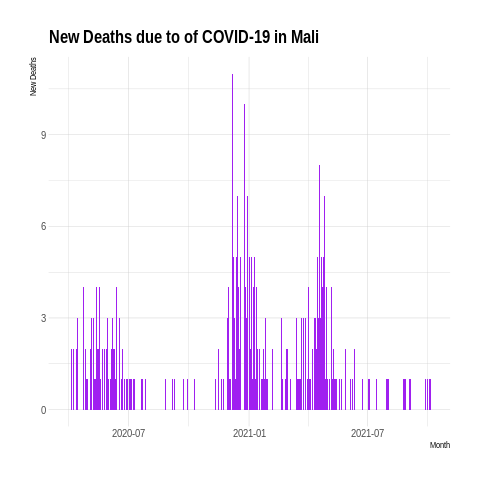 New Deaths due to of COVID-19 in Mali
New Deaths
9
6
3
0
2020-07 2021-01 2021-07
Month